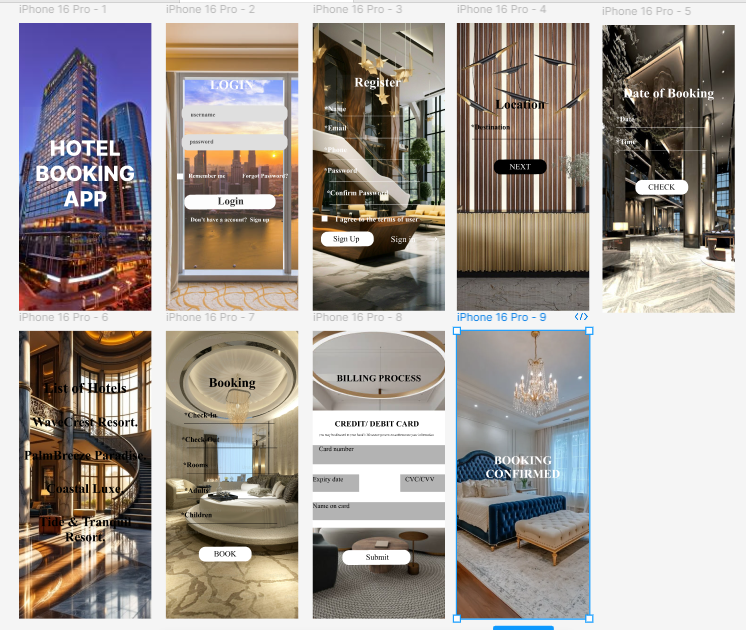 iPhone 16 Pro - 1
HOTEL
BOOKING
APP
iPhone 16 Pro - 2
LOGIN
username
password
Remember me Forgot Password?
Login
Don't have a account? Sign up
iPhone 16 Pro - 3
Register
*Name
*Email
*Phone
*Password
*Confirm Password
I agree to the terms of user
Sign Up Sign
iPhone 16 Pro - 4
Location
*Destination
NEXT
iPhone 16 Pro - 5
Date of Booking
*Date
*Time
CHECK
iPhone 16 Pro - 6
List of Hotels
WaveCrest Resort.
PalmBreeze Paradise.
Coastal Luxe.
Tide & Tranquil
Resort.
iPhone 16 Pro - 7
Booking
*Check-In
*Check-Out
*Rooms
*Adults
*Children
BOOK
iPhone 16 Pro - 8
BILLING PROCESS
CREDIT/ DEBIT CARD
Card number
Expiry date CVC/CVV
Name on card
Submit
iPhone 16 Pro - 9
BOOKING
CONFIRMED